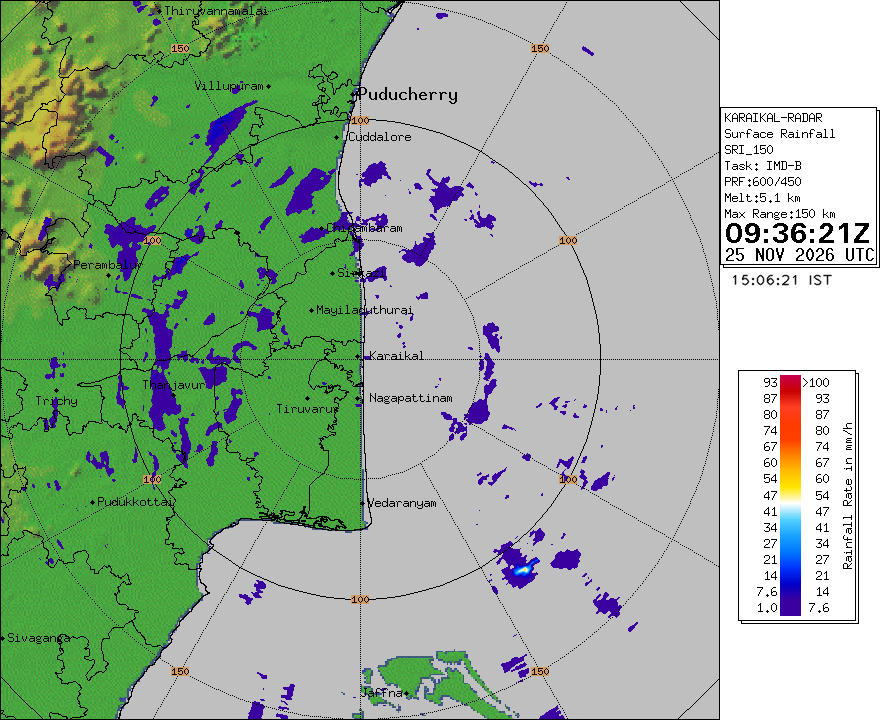 Thiruvannamalai
150
150
Villupuram
Puducherry
100
Cuddalore
Chidambaram
100
100
Perambalur
Sirkazhi
Mayiladuthurai
Karaikal
Thanjavur
Trichy
Tiruvarur
Nagapattinam
100
100
Pudukkottai
Vedaranyam
100
Sivaganga
150
150
Jaffna
KARAIKAL-RADAR
Surface Rainfall
SRI_150
Task: IMD-B
PRF:600/450
Melt:5.1 km
Max Range:150 km
09:36:21Z
25 NOV 2026 UTC
15:06:21 IST
93 >100
87 93
80 87
74 80
67 74
60 67
54 60
47 54
41 47
34 41
27 34
21 27
14 21
7.6 14
1.0 7.6
Rainfall Rate in mm/h